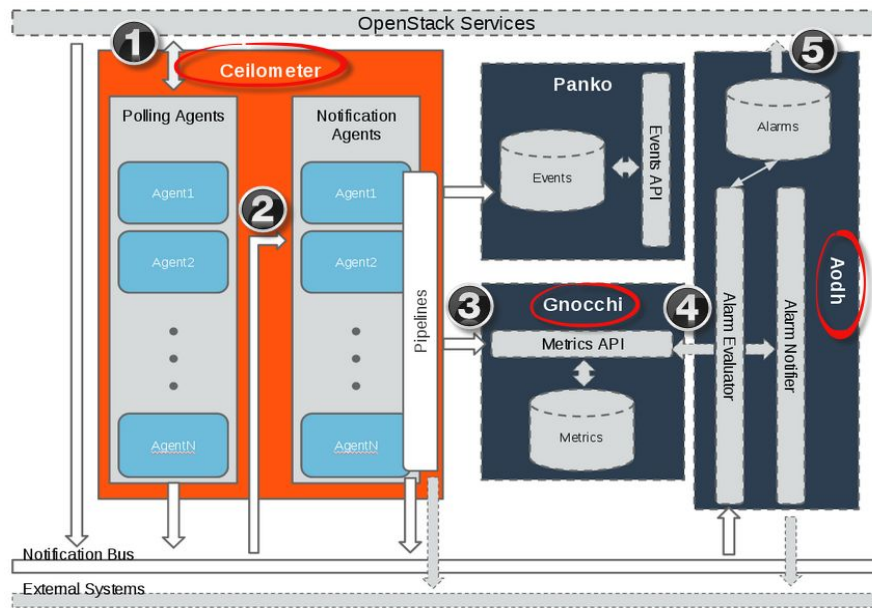 OpenStack Services
1
Ceilometer
Polling Agents
Agent1
Agent2
AgentN
2
Notification
Agents
Agent1
Agent2
AgentN
Pipelines
Panko
Events
Events API
3
Gnocchi
Metrics API
Metrics
4
5
Alarms
Alarm Evaluator
Alarm Notifier
Aodh
Notification Bus
External Systems